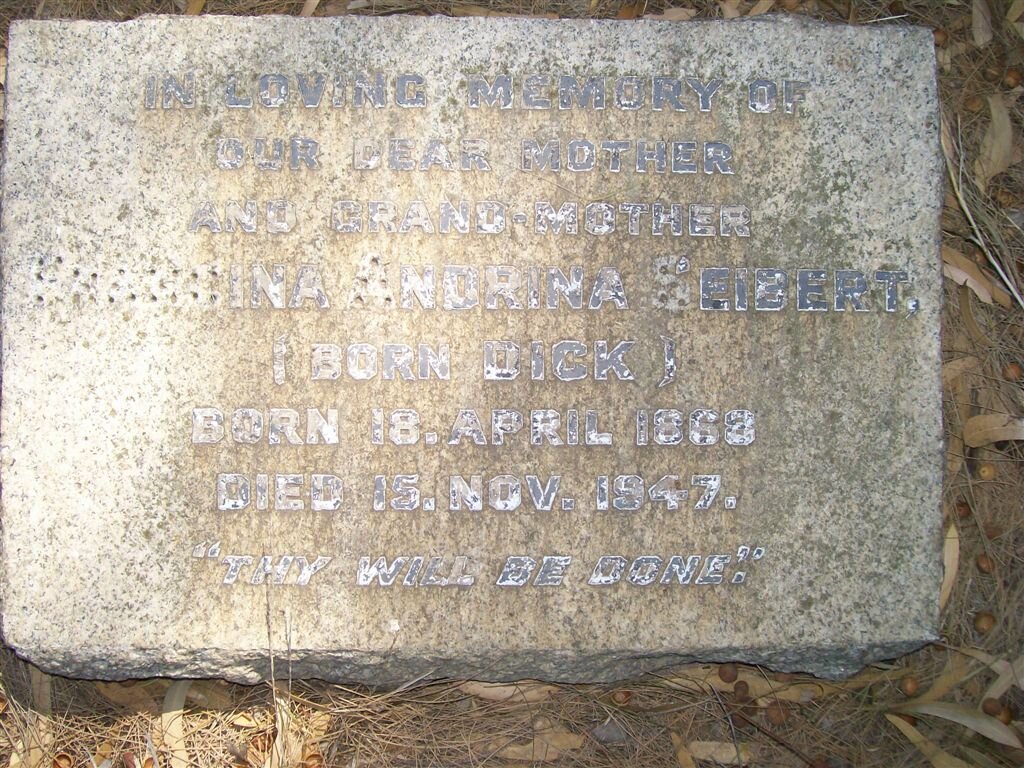 IN LOVING MEMORY OF
OUR DEAR MOTHER
AND GRAND-MOTHER
ANDRINA SEIBERT,
(BORN DICK)
BORN 18. APRIL 1868
DIED 15. NOV. 1947.
"THY WILL BE DONE."